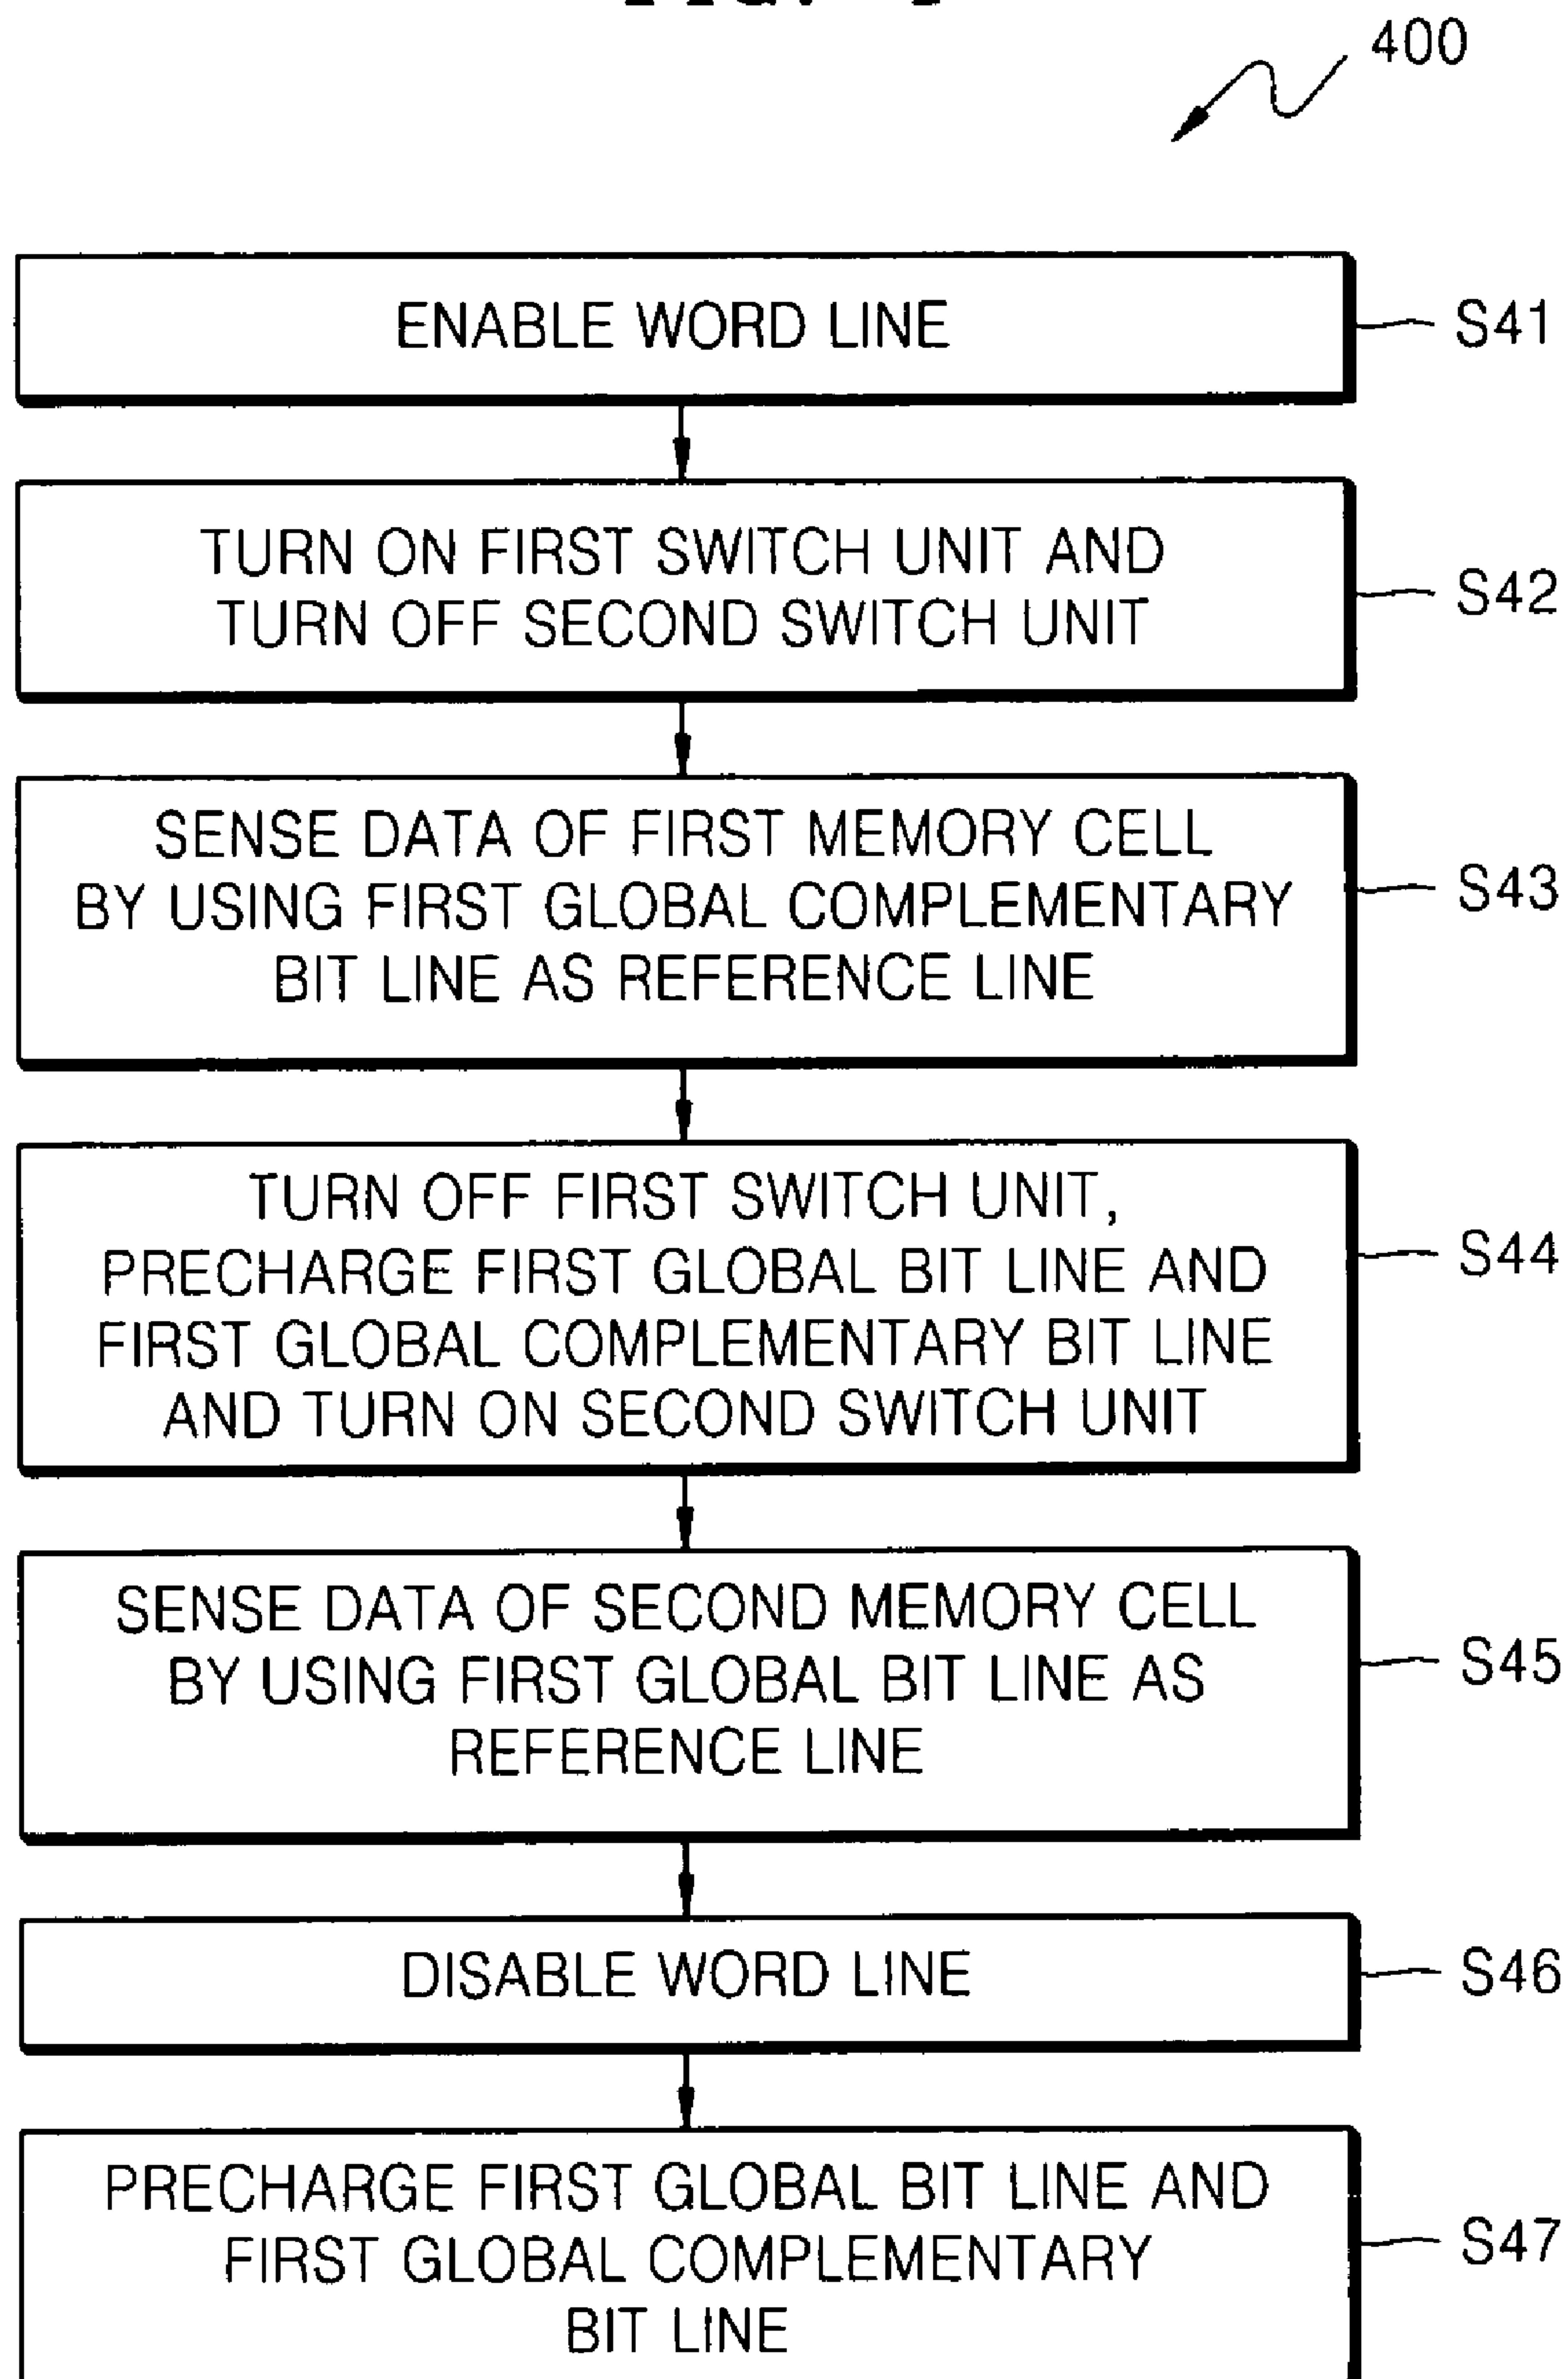 400
ENABLE WORD LINE
S41
TURN ON FIRST SWITCH UNIT AND
TURN OFF SECOND SWITCH UNIT
S42
SENSE DATA OF FIRST MEMORY CELL
BY USING FIRST GLOBAL COMPLEMENTARY
BIT LINE AS REFERENCE LINE
S43
TURN OFF FIRST SWITCH UNIT,
PRECHARGE FIRST GLOBAL BIT LINE AND
FIRST GLOBAL COMPLEMENTARY BIT LINE
AND TURN ON SECOND SWITCH UNIT
S44
SENSE DATA OF SECOND MEMORY CELL
BY USING FIRST GLOBAL BIT LINE AS
REFERENCE LINE
S45
DISABLE WORD LINE
S46
PRECHARGE FIRST GLOBAL BIT LINE AND
FIRST GLOBAL COMPLEMENTARY
BIT LINE
S47